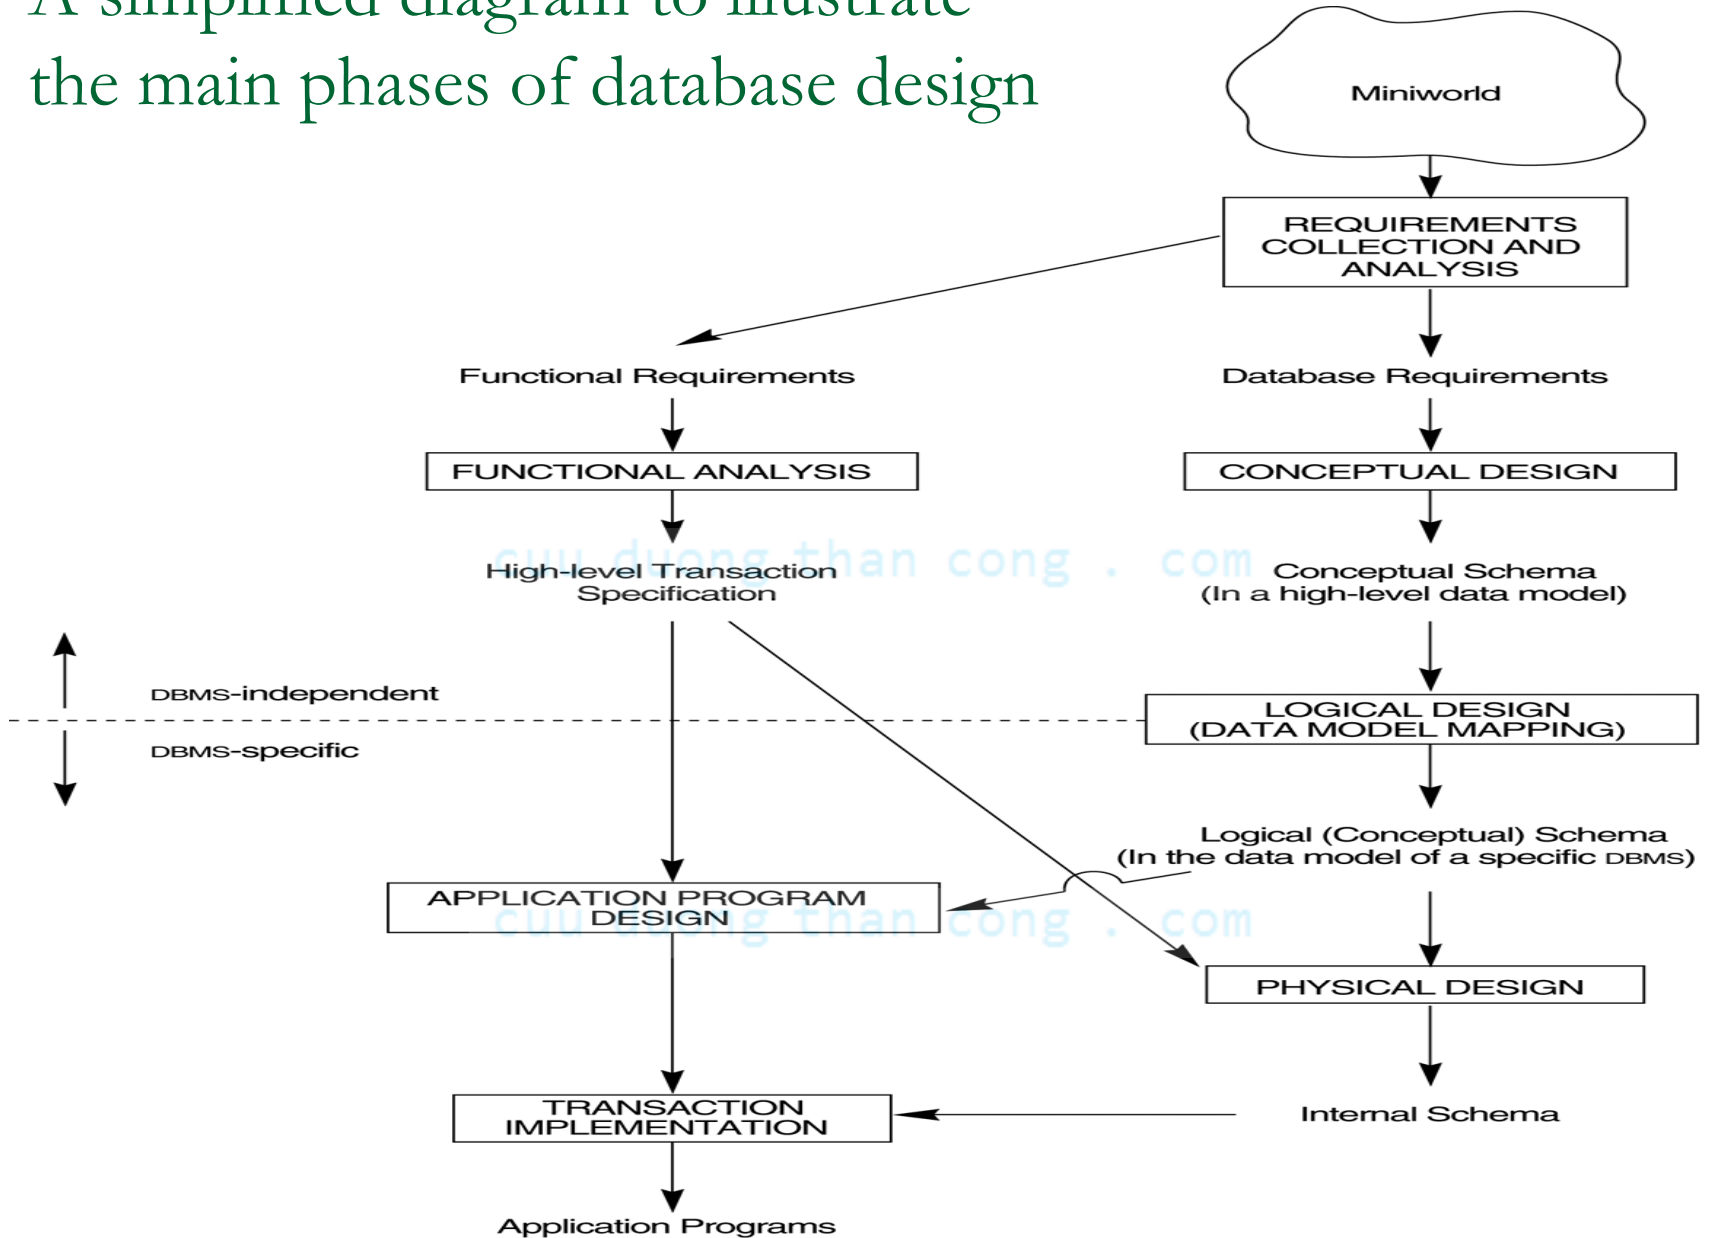 A simplified diagram to illustrate
the main phases of database design
Miniworld
REQUIREMENTS
COLLECTION AND
ANALYSIS
Functional Requirements
Database Requirements
FUNCTIONAL ANALYSIS
CONCEPTUAL DESIGN
cuu duong than cong . com
High-level Transaction
Specification
Conceptual Schema
(In a high-level data model)
DBMS-independent
DBMS-specific
LOGICAL DESIGN
(DATA MODEL MAPPING)
Logical (Conceptual) Schema
(In the data model of a specific DBMS)
APPLICATION PROGRAM
DESIGN
cuu duong than cong . com
PHYSICAL DESIGN
TRANSACTION
IMPLEMENTATION
Internal Schema
Application Programs